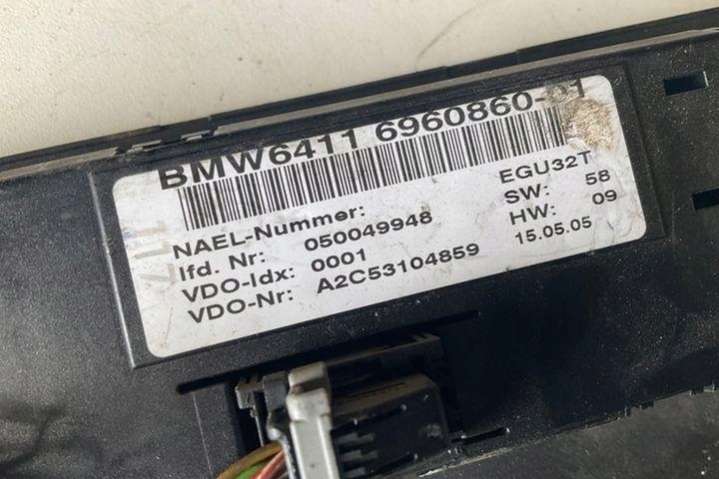 BMW6411 6960860-01
EGU32T
NAEL-Nummer:
SW: 58
lfd. Nr: 050049948
HW: 09
VDO-Idx: 0001
15.05.05
VDO-Nr: A2C53104859